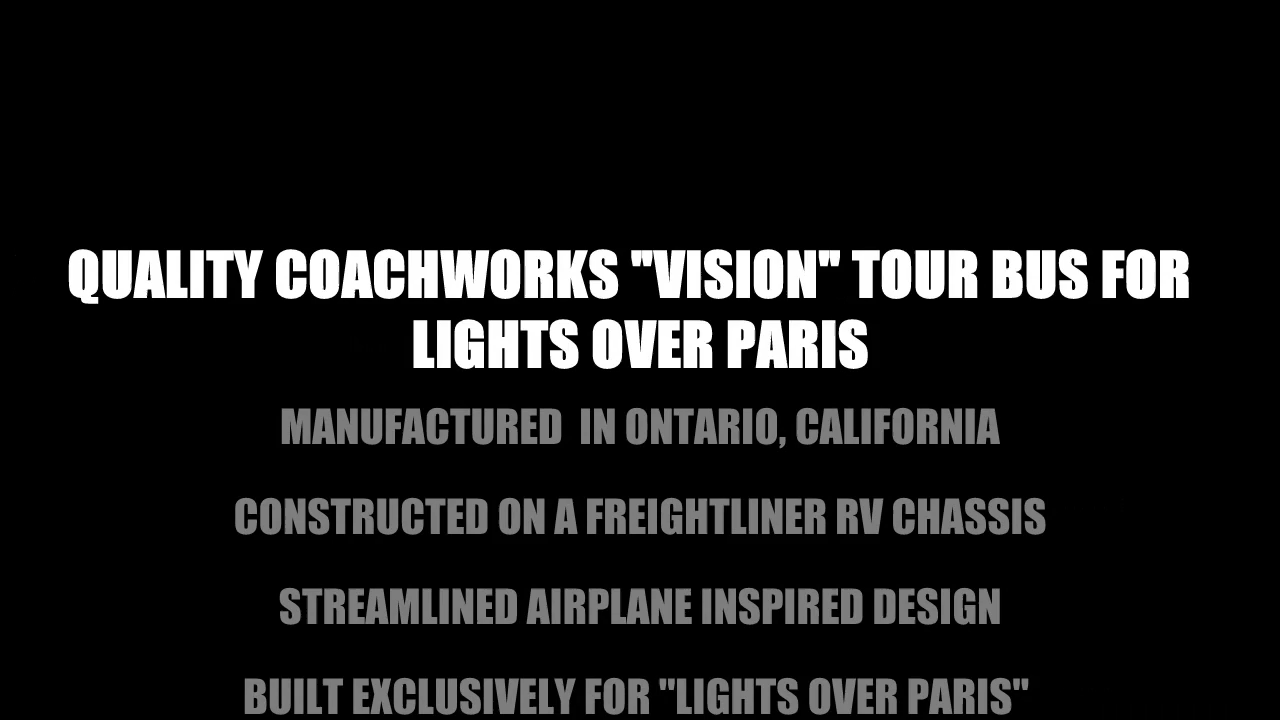 QUALITY COACHWORKS "VISION" TOUR BUS FOR
LIGHTS OVER PARIS
MANUFACTURED  IN ONTARIO, CALIFORNIA
CONSTRUCTED ON A FREIGHTLINER RV CHASSIS
STREAMLINED AIRPLANE INSPIRED DESIGN
BUILT EXCLUSIVELY FOR "LIGHTS OVER PARIS"